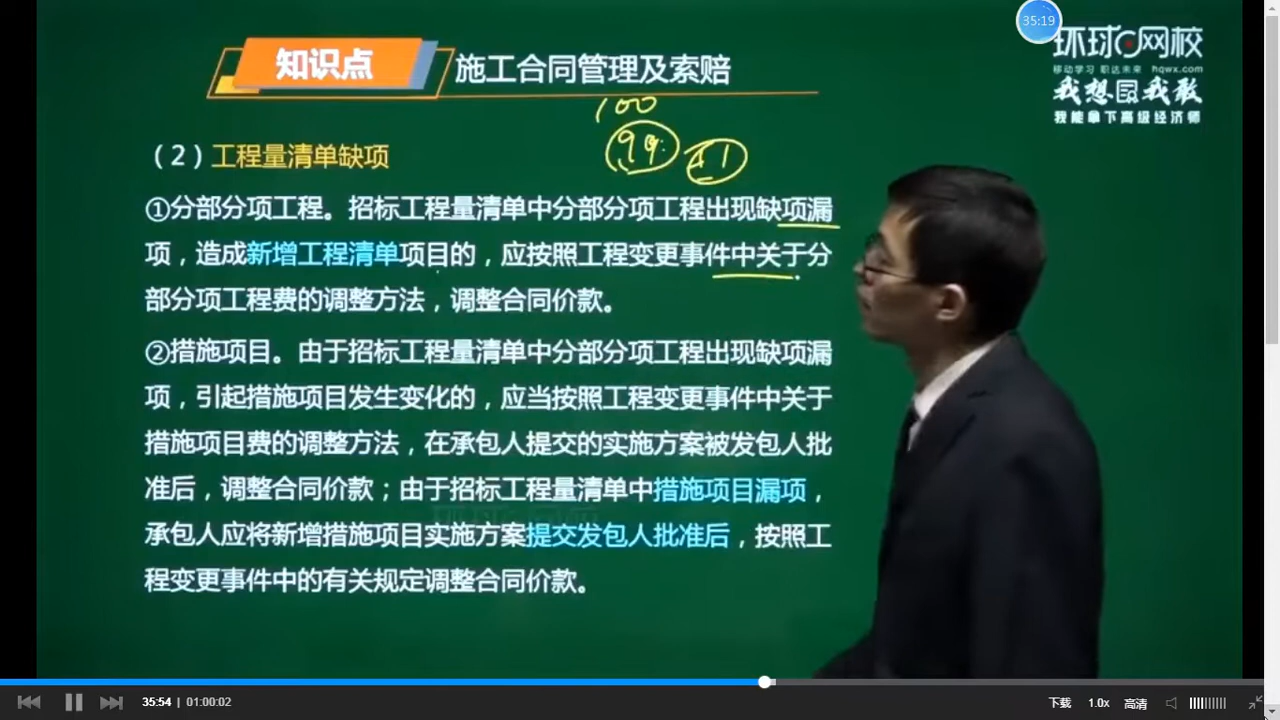 35:19
环球网校
移动学习 职达未来 hqwx.com
我想我敢
我能拿下高级经济师
知识点
施工合同管理及索赔
100
99
+1
（2）工程量清单缺项
①分部分项工程。招标工程量清单中分部分项工程出现缺项漏
项，造成新增工程清单项目的，应按照工程变更事件中关于分
部分项工程费的调整方法，调整合同价款。
②措施项目。由于招标工程量清单中分部分项工程出现缺项漏
项，引起措施项目发生变化的，应当按照工程变更事件中关于
措施项目费的调整方法，在承包人提交的实施方案被发包人批
准后，调整合同价款；由于招标工程量清单中措施项目漏项，
承包人应将新增措施项目实施方案提交发包人批准后，按照工
程变更事件中的有关规定调整合同价款。
35:54 | 01:00:02
下载 1.0x 高清